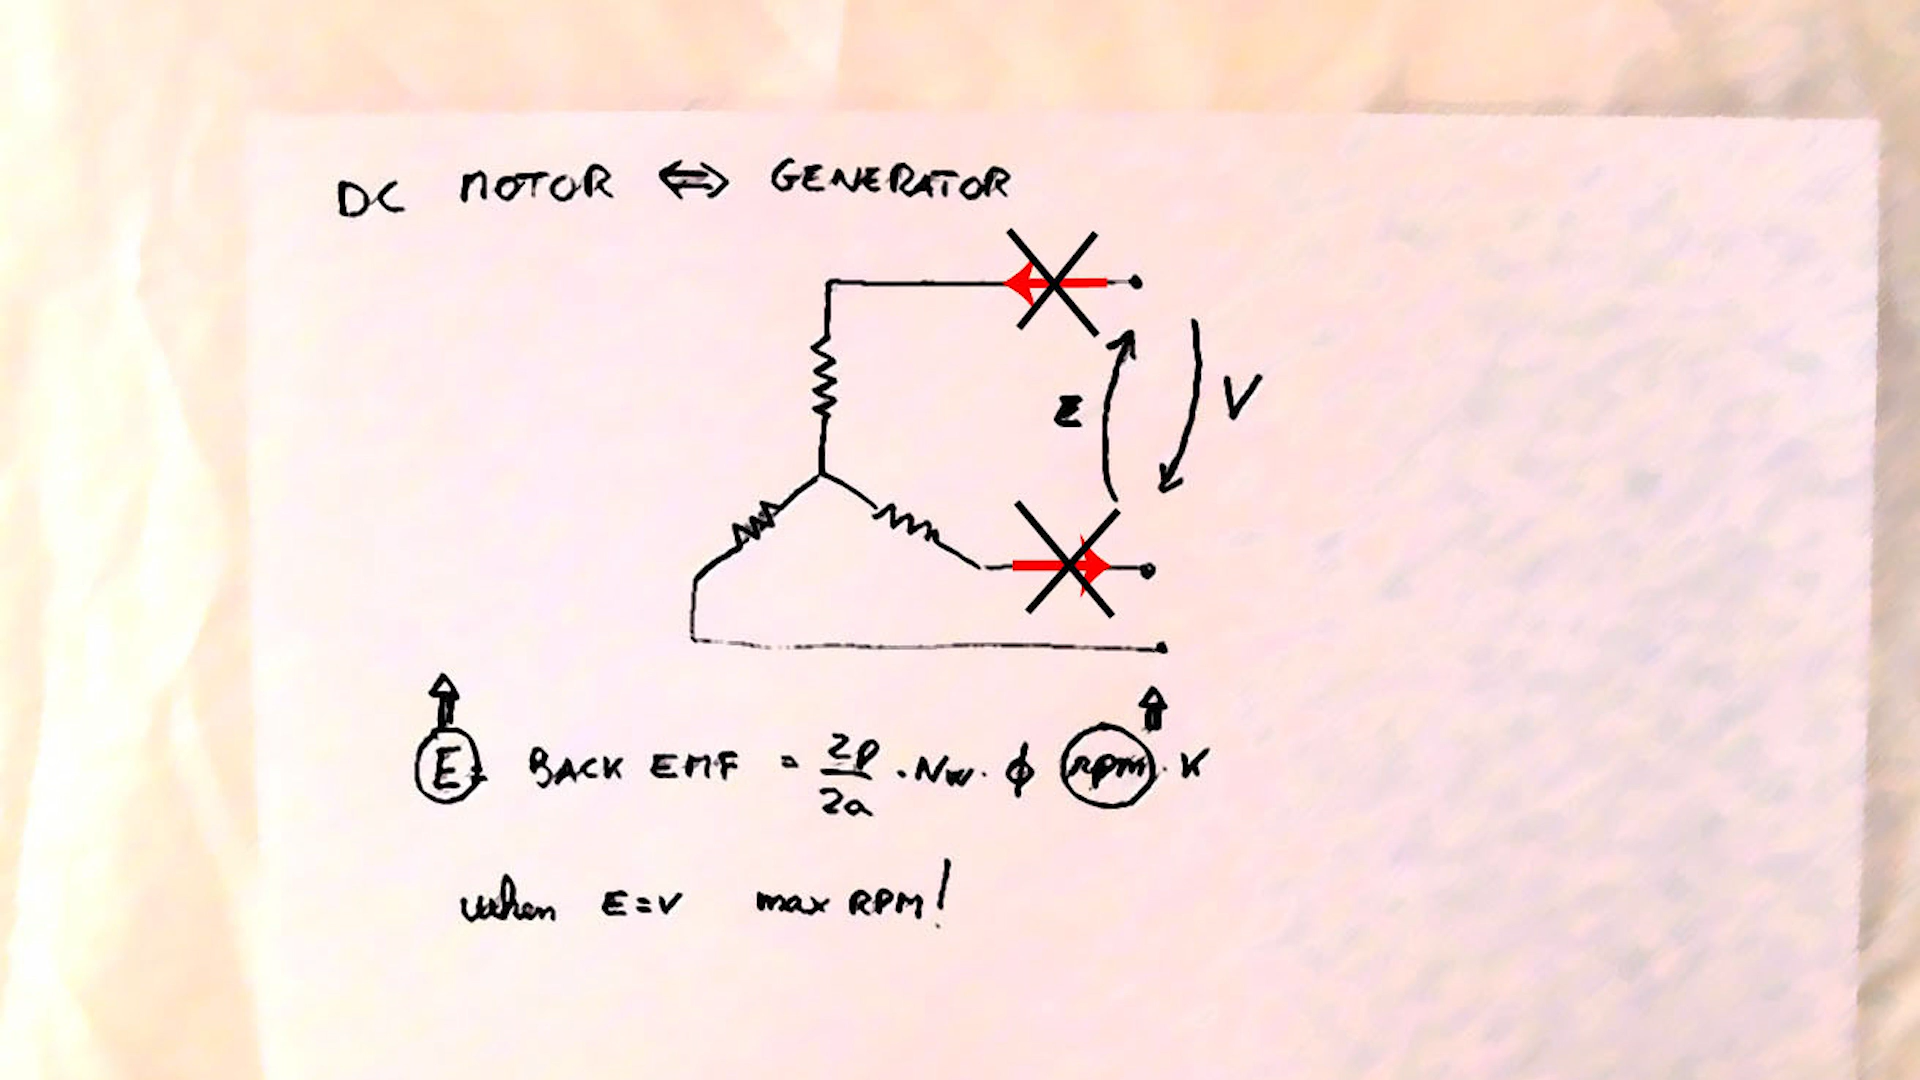 DC MOTOR ⇔ GENERATOR
E V
E = BACK EMF = 2p/2a · Nw · ϕ rpm · K
when E=V max RPM!